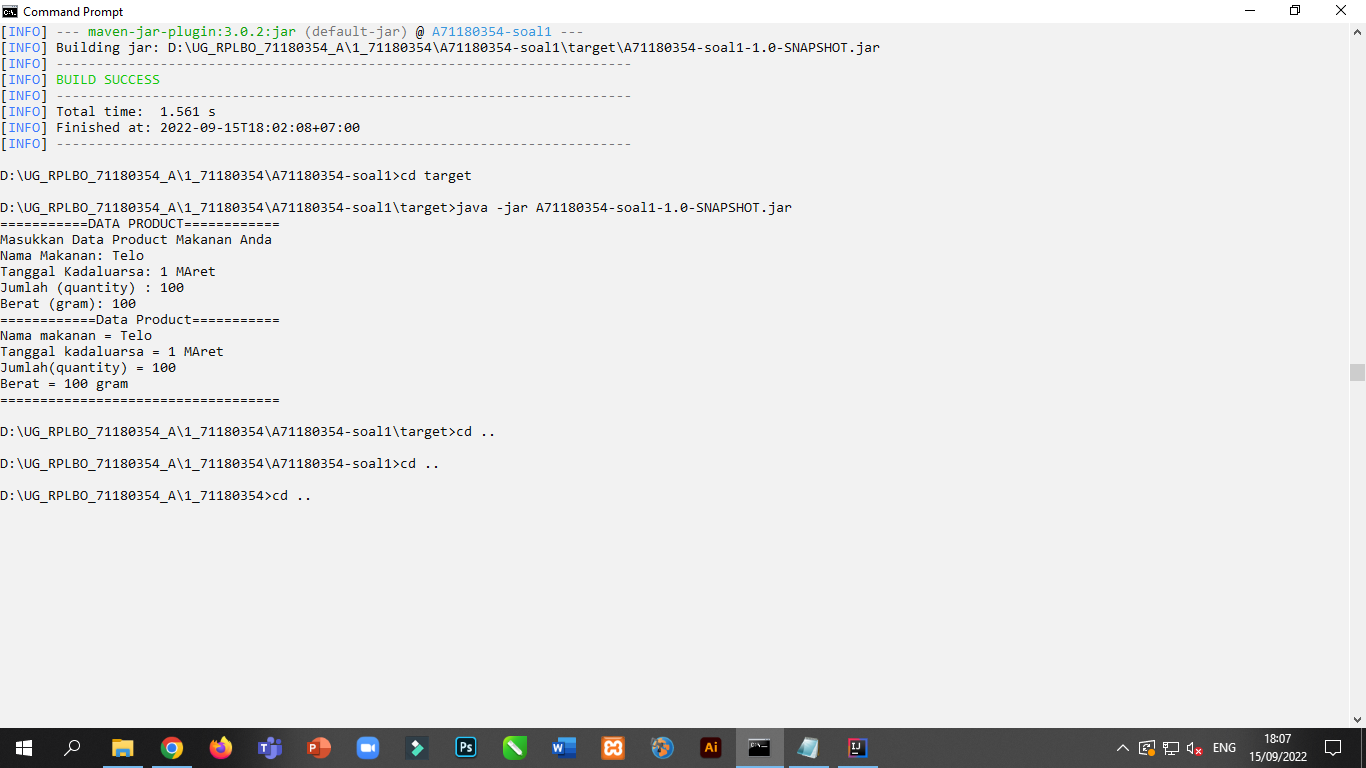 Command Prompt
[INFO] --- maven-jar-plugin:3.0.2:jar (default-jar) @ A71180354-soal1 ---
[INFO] Building jar: D:\UG_RPLBO_71180354_A\1_71180354\A71180354-soal1\target\A71180354-soal1-1.0-SNAPSHOT.jar
[INFO] ------------------------------------------------------------------------
[INFO] BUILD SUCCESS
[INFO] ------------------------------------------------------------------------
[INFO] Total time:  1.561 s
[INFO] Finished at: 2022-09-15T18:02:08+07:00
[INFO] ------------------------------------------------------------------------
D:\UG_RPLBO_71180354_A\1_71180354\A71180354-soal1>cd target
D:\UG_RPLBO_71180354_A\1_71180354\A71180354-soal1\target>java -jar A71180354-soal1-1.0-SNAPSHOT.jar
===========DATA PRODUCT============
Masukkan Data Product Makanan Anda
Nama Makanan: Telo
Tanggal Kadaluarsa: 1 MAret
Jumlah (quantity) : 100
Berat (gram): 100
============Data Product===========
Nama makanan = Telo
Tanggal kadaluarsa = 1 MAret
Jumlah(quantity) = 100
Berat = 100 gram
===================================
D:\UG_RPLBO_71180354_A\1_71180354\A71180354-soal1\target>cd ..
D:\UG_RPLBO_71180354_A\1_71180354\A71180354-soal1>cd ..
D:\UG_RPLBO_71180354_A\1_71180354>cd ..
ENG
18:07
15/09/2022